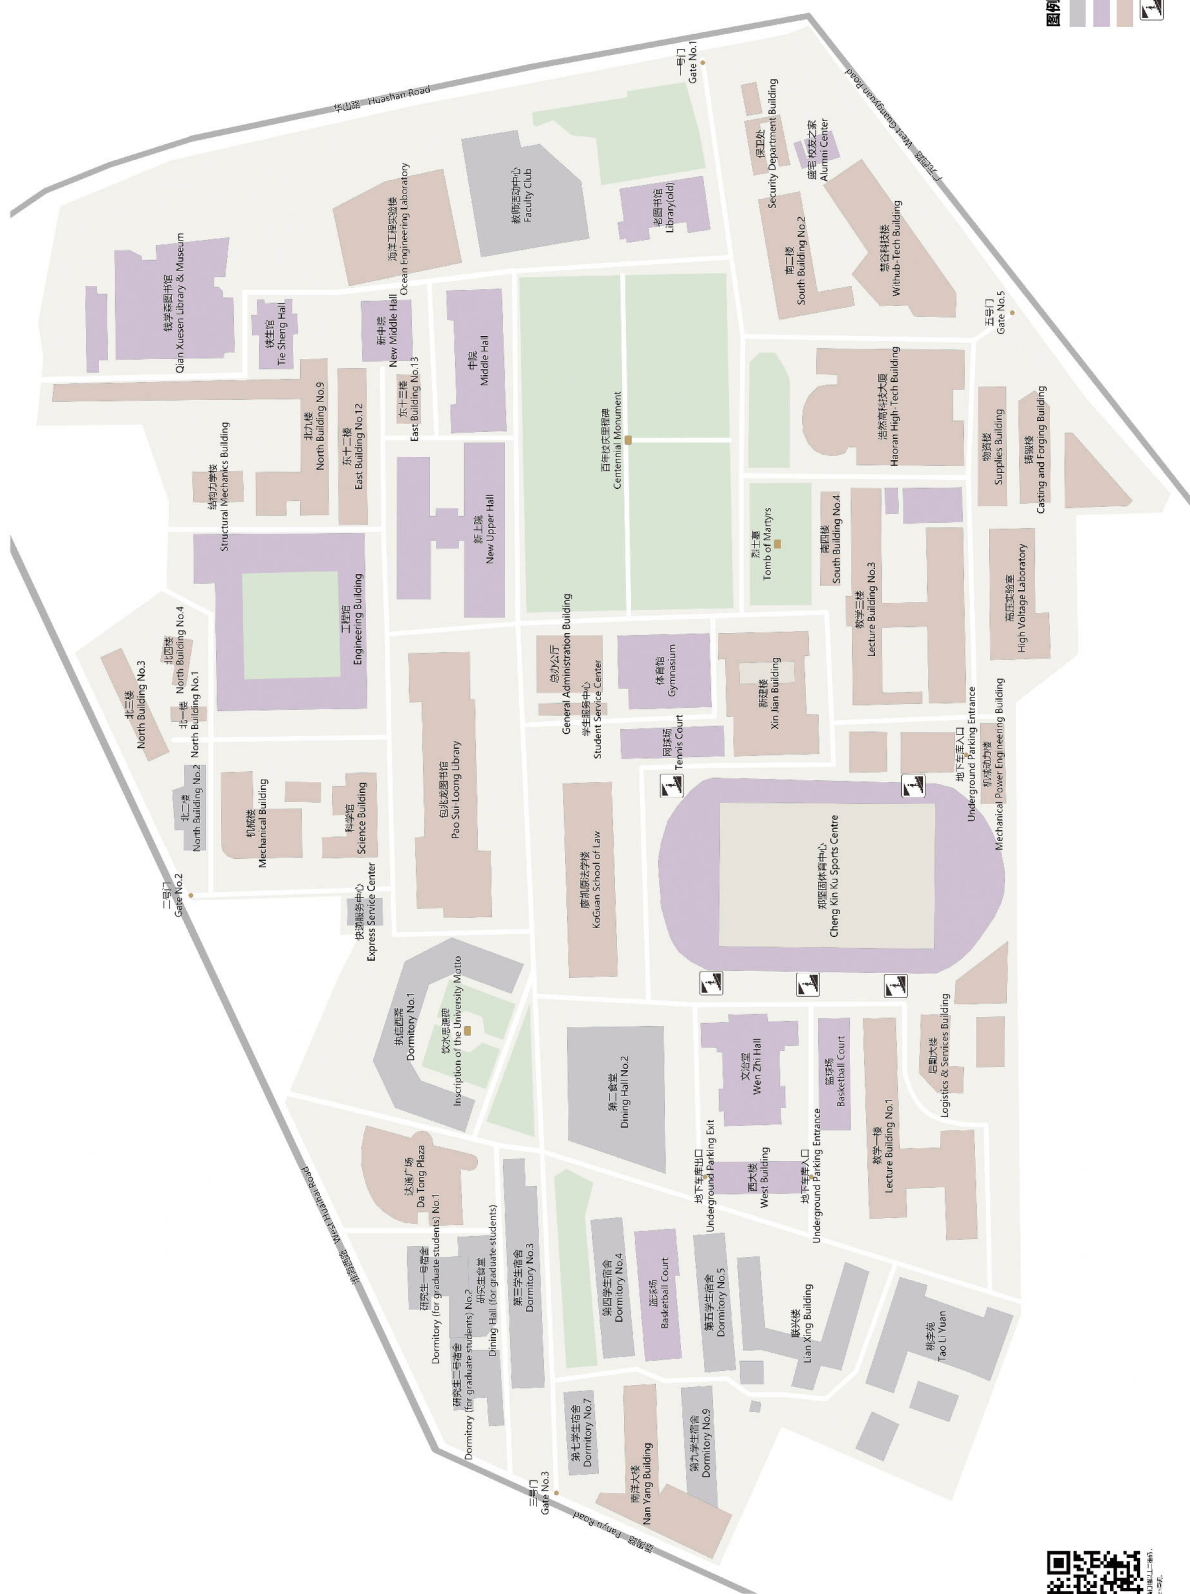 二号门
Gate No.2
北三楼
North Building No.3
北二楼
North Building No.2
北一楼
North Building No.1
北四楼
North Building No.4
钱学森图书馆
Qian Xuesen Library & Museum
结构力学楼
Structural Mechanics Building
机械楼
Mechanical Building
铁生馆
Tie Sheng Hall
淮海西路 West Huaihai Road
北九楼
North Building No.9
科学馆
Science Building
工程馆
Engineering Building
东十二楼
East Building No.12
华山路 Huashan Road
快递服务中心
Express Service Center
新中院
New Middle Hall
东十三楼
East Building No.13
海洋工程实验楼
Ocean Engineering Laboratory
执信西斋
Dormitory No.1
达通广场
Da Tong Plaza
研究生一号宿舍
Dormitory (for graduate students) No.1
饮水思源碑
Inscription of the University Motto
包兆龙图书馆
Pao Sui-Loong Library
研究生二号宿舍
Dormitory (for graduate students) No.2
研究生食堂
Dining Hall (for graduate students)
新上院
New Upper Hall
中院
Middle Hall
第三学生宿舍
Dormitory No.3
教师活动中心
Faculty Club
三号门
Gate No.3
总办公厅
General Administration Building
学生服务中心
Student Service Center
第七学生宿舍
Dormitory No.7
廖凯原法学楼
KoGuan School of Law
第四学生宿舍
Dormitory No.4
第二食堂
Dining Hall No.2
百年校庆里程碑
Centennial Monument
番禺路 Panyu Road
南洋大楼
Nan Yang Building
篮球场
Basketball Court
网球场
Tennis Court
体育馆
Gymnasium
老图书馆
Library(old)
一号门
Gate No.1
第九学生宿舍
Dormitory No.9
第五学生宿舍
Dormitory No.5
地下车库出口
Underground Parking Exit
西大楼
West Building
文治堂
Wen Zhi Hall
新建楼
Xin Jian Building
烈士墓
Tomb of Martyrs
保卫处
Security Department Building
南二楼
South Building No.2
盛宅 校友之家
Alumni Center
联兴楼
Lian Xing Building
地下车库入口
Underground Parking Entrance
篮球场
Basketball Court
郑坚固体育中心
Cheng Kin Ku Sports Centre
南四楼
South Building No.4
教学三楼
Lecture Building No.3
教学一楼
Lecture Building No.1
浩然高科技大厦
Haoran High-Tech Building
慧谷科技楼
Withub-Tech Building
广元西路 West Guangyuan Road
桃李苑
Tao Li Yuan
后勤大楼
Logistics & Services Building
地下车库入口
Underground Parking Entrance
机械动力楼
Mechanical Power Engineering Building
高压实验室
High Voltage Laboratory
物资楼
Supplies Building
五号门
Gate No.5
铸锻楼
Casting and Forging Building
图例